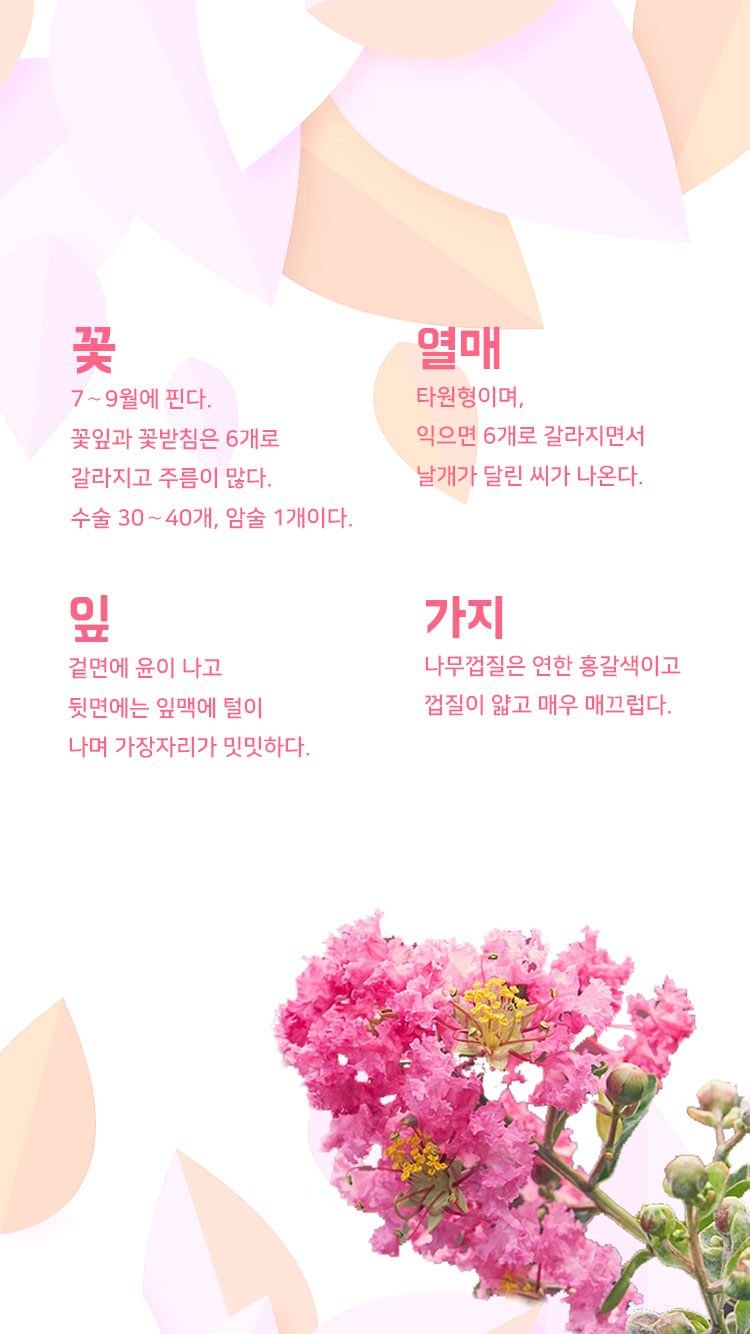 꽃
7~9월에 핀다.
꽃잎과 꽃받침은 6개로
갈라지고 주름이 많다.
수술 30~40개, 암술 1개이다.
열매
타원형이며,
익으면 6개로 갈라지면서
날개가 달린 씨가 나온다.
잎
겉면에 윤이 나고
뒷면에는 잎맥에 털이
나며 가장자리가 밋밋하다.
가지
나무껍질은 연한 홍갈색이고
껍질이 얇고 매우 매끄럽다.